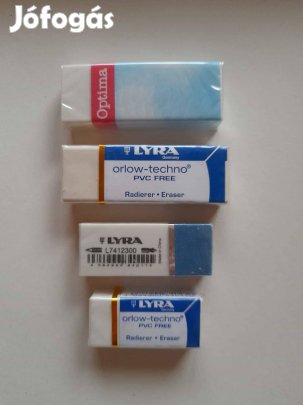 Jófogás
Optima
LYRA
Germany
orlow-techno®
PVC FREE
Radierer • Eraser
LYRA
L7412300
LYRA
orlow-techno®
PVC FREE
Radierer • Eraser